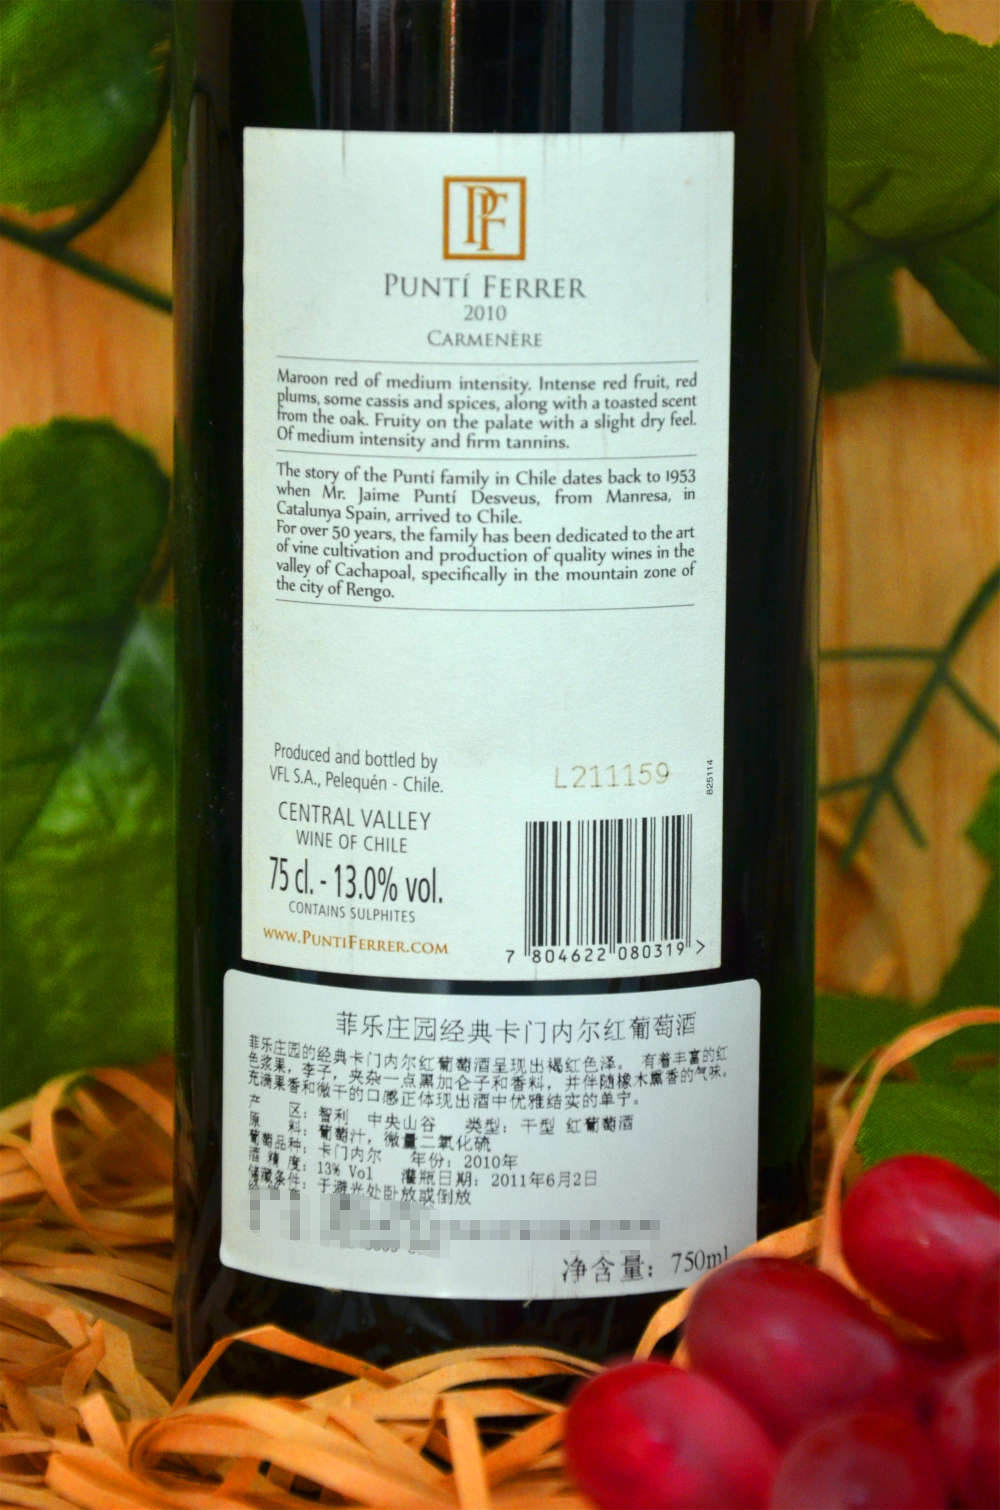 PF
PUNTÍ FERRER
2010
CARMENÈRE
Maroon red of medium intensity. Intense red fruit, red
plums, some cassis and spices, along with a toasted scent
from the oak. Fruity on the palate with a slight dry feel.
Of medium intensity and firm tannins.
The story of the Puntí family in Chile dates back to 1953
when Mr. Jaime Puntí Desveus, from Manresa, in
Catalunya Spain, arrived to Chile.
For over 50 years, the family has been dedicated to the art
of vine cultivation and production of quality wines in the
valley of Cachapoal, specifically in the mountain zone of
the city of Rengo.
Produced and bottled by
VFL S.A., Pelequén - Chile.
CENTRAL VALLEY
WINE OF CHILE
75 cl. - 13.0% vol.
CONTAINS SULPHITES
WWW.PUNTIFERRER.COM
L211159
825114
7 804622 080319 >
菲乐庄园经典卡门内尔红葡萄酒
菲乐庄园的经典卡门内尔红葡萄酒呈现出褐红色泽。 有着丰富的红
色浆果，李子，夹杂一点黑加仑子和香料，并伴随橡木熏香的气味。
充满果香和微干的口感正体现出酒中优雅结实的单宁。
产 区：智利 中央山谷 类型：干型 红葡萄酒
原 料：葡萄汁，微量二氧化硫
葡萄品种：卡门内尔 年份：2010年
酒 精 度：13% Vol 灌瓶日期：2011年6月2日
储藏条件：于避光处卧放或倒放
净含量：750ml